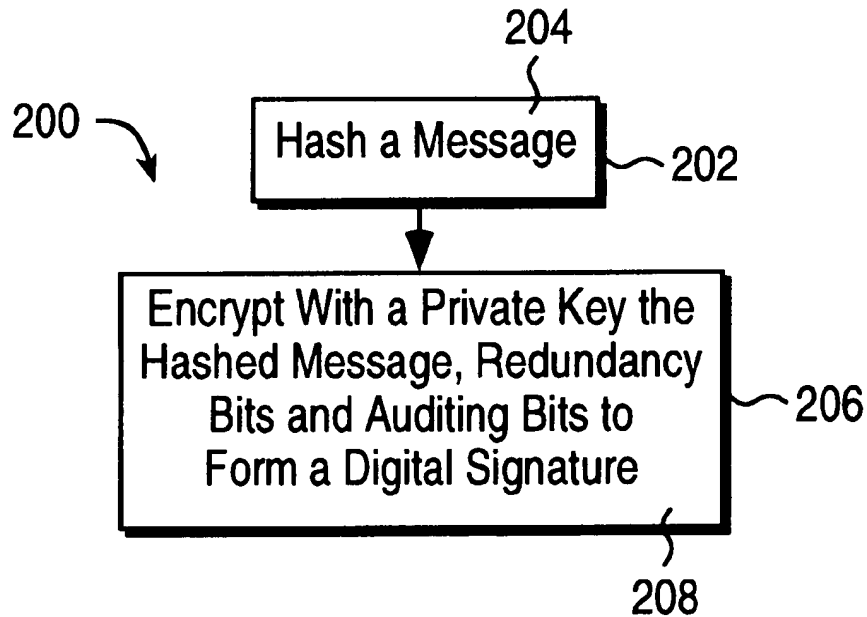 204
200
Hash a Message
202
Encrypt With a Private Key the
Hashed Message, Redundancy
Bits and Auditing Bits to
Form a Digital Signature
206
208